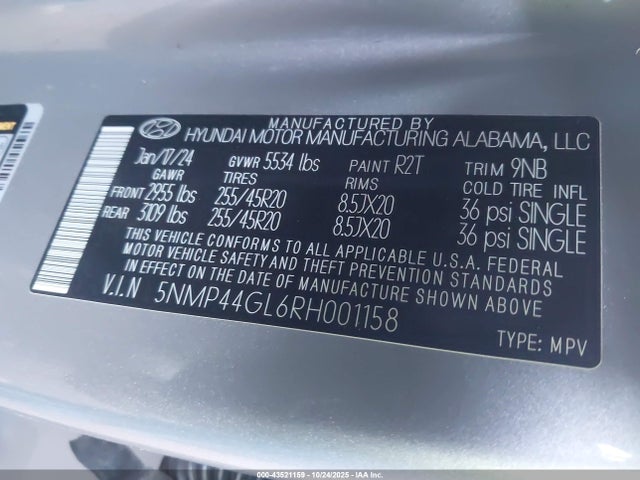 MANUFACTURED BY
HYUNDAI MOTOR MANUFACTURING ALABAMA, LLC
Jan/17/24 GVWR 5534 lbs PAINT R2T TRIM 9NB
GAWR TIRES RIMS COLD TIRE INFL
FRONT 2955 lbs 255/45R20 8.5JX20 36 psi SINGLE
REAR 3109 lbs 255/45R20 8.5JX20 36 psi SINGLE
THIS VEHICLE CONFORMS TO ALL APPLICABLE U.S.A. FEDERAL
MOTOR VEHICLE SAFETY AND THEFT PREVENTION STANDARDS
IN EFFECT ON THE DATE OF MANUFACTURE SHOWN ABOVE
V.I.N 5NMP44GL6RH001158
TYPE: MPV
000-43521159 - 10/24/2025 - IAA Inc.